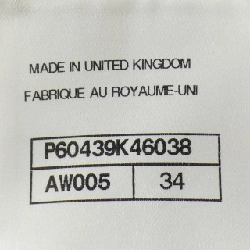 MADE IN UNITED KINGDOM
FABRIQUE AU ROYAUME-UNI
P60439K46038
AW005 34